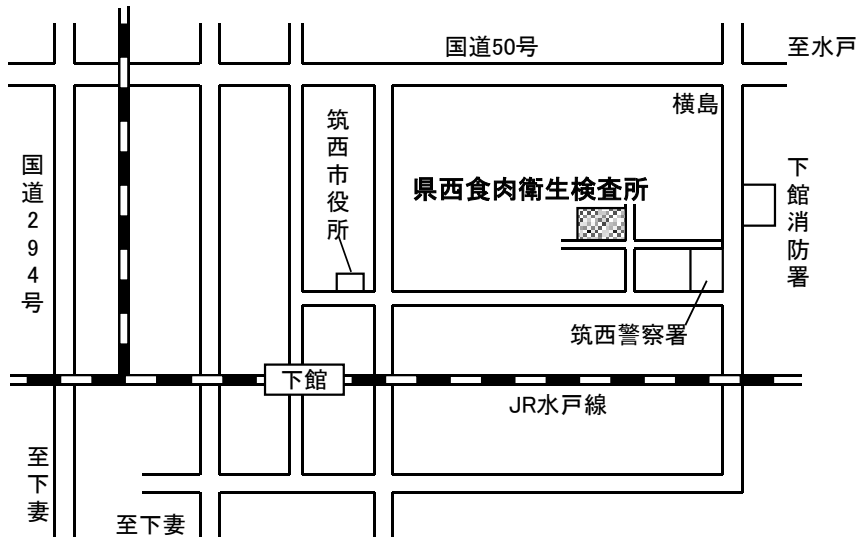 国道50号
至水戸
横島
筑西市役所
国道294号
県西食肉衛生検査所
下館消防署
筑西警察署
下館
JR水戸線
至下妻
至下妻